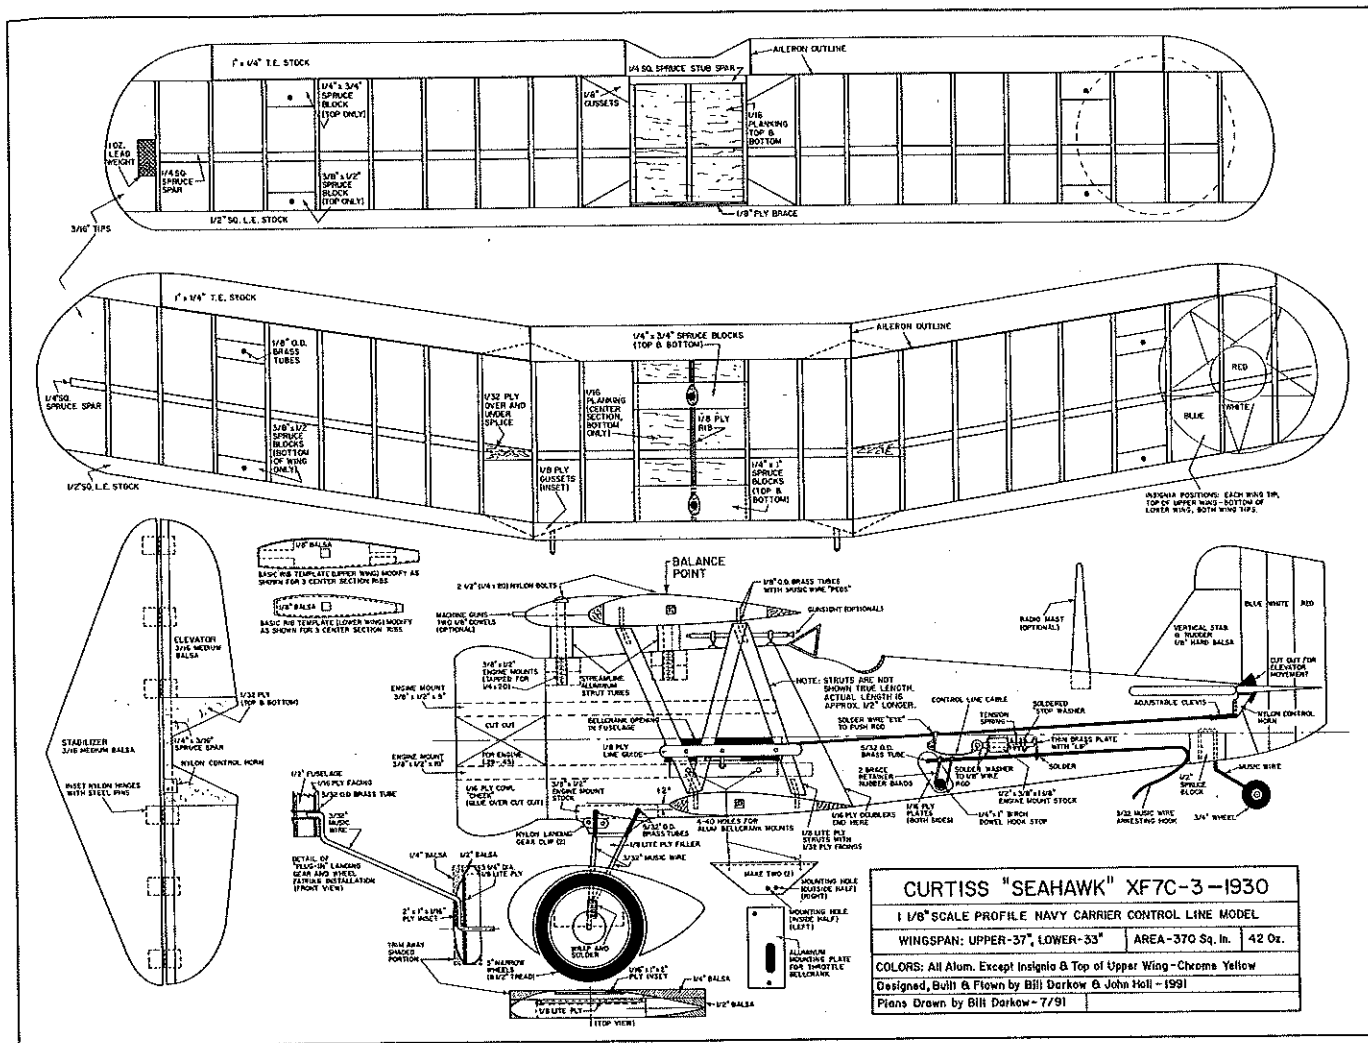 1" x 1/4" T.E. STOCK
1/4" x 3/4"
SPRUCE
BLOCK
(TOP ONLY)
1/8"
GUSSETS
1/4 SQ. SPRUCE STUB SPAR
AILERON OUTLINE
1/16
PLANKING
TOP &
BOTTOM
1 OZ.
LEAD
WEIGHT
1/4 SQ.
SPRUCE
SPAR
3/8" x 1/2"
SPRUCE
BLOCK
(TOP ONLY)
1/2" SQ. L.E. STOCK
1/8" PLY BRACE
3/16" TIPS
1" x 1/4" T.E. STOCK
1/8" O.D.
BRASS
TUBES
1/4" SQ.
SPRUCE SPAR
3/8" x 1/2
SPRUCE
BLOCKS
(BOTTOM
OF WING
ONLY)
1/2" SQ. L.E. STOCK
1/32 PLY
OVER AND
UNDER
SPLICE
1/8 PLY
GUSSETS
(INSET)
1/16
PLANKING
(CENTER
SECTION,
BOTTOM
ONLY)
1/4" x 3/4" SPRUCE BLOCKS
(TOP & BOTTOM)
1/8 PLY
RIB
1/4" x 1"
SPRUCE
BLOCKS
(TOP &
BOTTOM)
AILERON OUTLINE
RED
WHITE
BLUE
INSIGNIA POSITIONS: EACH WING TIP,
TOP OF UPPER WING-BOTTOM OF
LOWER WING, BOTH WING TIPS.
1/8" BALSA
BASIC RIB TEMPLATE (UPPER WING) MODIFY AS
SHOWN FOR 3 CENTER SECTION RIBS
1/8" BALSA
BASIC RIB TEMPLATE (LOWER WING) MODIFY
AS SHOWN FOR 3 CENTER SECTION RIBS.
ELEVATOR
3/16 MEDIUM
BALSA
1/32 PLY
(TOP & BOTTOM)
STABILIZER
3/16 MEDIUM BALSA
1/4" x 3/16"
SPRUCE SPAR
NYLON CONTROL HORN
INSET NYLON HINGES
WITH STEEL PINS
2 1/2" (1/4 x 20) NYLON BOLTS
BALANCE
POINT
1/8" O.D. BRASS TUBES
WITH MUSIC WIRE "PEGS"
MACHINE GUNS
TWO 1/8" DOWELS
(OPTIONAL)
GUNSIGHT (OPTIONAL)
RADIO MAST
(OPTIONAL)
BLUE
WHITE
RED
VERTICAL STAB
& RUDDER
1/8" HARD BALSA
CUT OUT FOR
ELEVATOR
MOVEMENT
3/8" x 1/2"
ENGINE MOUNTS
(TAPPED FOR
1/4 x 20)
STREAMLINE
ALUMINUM
STRUT TUBES
NOTE: STRUTS ARE NOT
SHOWN TRUE LENGTH.
ACTUAL LENGTH IS
APPROX. 1/2" LONGER.
ENGINE MOUNT
3/8" x 1/2" x 9"
CUT OUT
FOR ENGINE
BELLCRANK OPENING
IN FUSELAGE
ENGINE MOUNT
1/8 PLY
LINE GUIDE
1/16 PLY COWL
"CHEEK"
(GLUE OVER CUT OUT)
3/8" x 1/2
ENGINE MOUNT
STOCK
SOLDER WIRE "EYE"
TO PUSH ROD
CONTROL LINE CABLE
TENSION
SPRING
SOLDERED
STOP WASHER
ADJUSTABLE CLEVIS
NYLON CONTROL
HORN
THIN BRASS PLATE
WITH "LIP"
5/32 O.D.
BRASS TUBE
2 BRACE
RETAINER
RUBBER BANDS
SOLDER WASHER
TO 1/8" WIRE
ROD
SOLDER
1/2" x 3/8" x 1 3/8"
ENGINE MOUNT STOCK
1/16 PLY
PLATES
(BOTH SIDES)
1/4" x 1" BIRCH
DOWEL HOOK STOP
3/32 MUSIC WIRE
ARRESTING HOOK
1/2"
SPRUCE
BLOCK
MUSIC WIRE
3/4" WHEEL
1/2" FUSELAGE
1/16 PLY FACING
5/32 O.D. BRASS TUBE
3/32"
MUSIC
WIRE
DETAIL OF
"PLUG-IN" LANDING
GEAR AND WHEEL
FAIRING INSTALLATION
(FRONT VIEW)
NYLON LANDING
GEAR CLIP (2)
5/32" O.D.
BRASS TUBES
1/8 LITE PLY FILLER
3/32" MUSIC WIRE
4-40 HOLES FOR
ALUM BELLCRANK MOUNTS
1/16 PLY DOUBLERS
END HERE
1/8 LITE PLY
STRUTS WITH
1/32 PLY FACINGS
1/4" BALSA
1/2" BALSA
1/8 LITE PLY
2" x 1" x 1/16"
PLY INSET
TRIM AWAY
SHADED
PORTION
3" NARROW
WHEELS
(8 1/2" TREAD)
WRAP AND
SOLDER
1/16" x 1" x 2"
PLY INSET
1/4" BALSA
1/2" BALSA
1/8 LITE PLY
(TOP VIEW)
MAKE TWO (2)
MOUNTING HOLE
(OUTSIDE HALF)
(RIGHT)
MOUNTING HOLE
(INSIDE HALF)
(LEFT)
ALUMINUM
MOUNTING PLATE
FOR THROTTLE
BELLCRANK
CURTISS "SEAHAWK" XF7C-3-1930
1 1/8" SCALE PROFILE NAVY CARRIER CONTROL LINE MODEL
WINGSPAN: UPPER-37", LOWER-33" AREA-370 Sq. In. 42 Oz.
COLORS: All Alum. Except Insignia & Top of Upper Wing-Chrome Yellow
Designed, Built & Flown by Bill Darkow & John Hall-1991
Plans Drawn by Bill Darkow-7/91